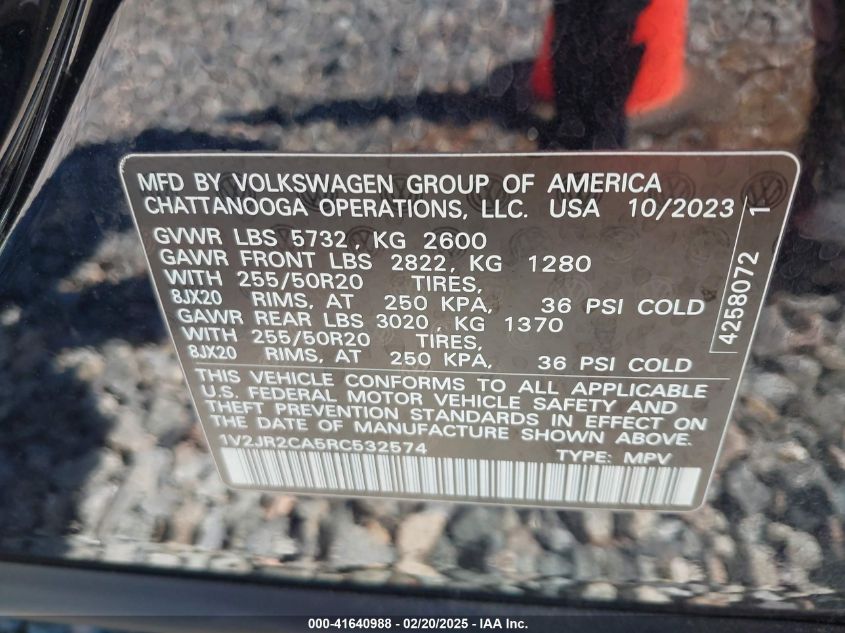 MFD BY VOLKSWAGEN GROUP OF AMERICA
CHATTANOOGA OPERATIONS, LLC. USA 10/2023
GVWR LBS 5732, KG 2600
GAWR FRONT LBS 2822, KG 1280
WITH 255/50R20 TIRES,
8JX20 RIMS, AT 250 KPA, 36 PSI COLD
GAWR REAR LBS 3020, KG 1370
WITH 255/50R20 TIRES,
8JX20 RIMS, AT 250 KPA, 36 PSI COLD
THIS VEHICLE CONFORMS TO ALL APPLICABLE
U.S. FEDERAL MOTOR VEHICLE SAFETY AND
THEFT PREVENTION STANDARDS IN EFFECT ON
THE DATE OF MANUFACTURE SHOWN ABOVE.
1V2JR2CA5RC532574 TYPE: MPV
4258072 1
000-41640988 - 02/20/2025 - IAA Inc.